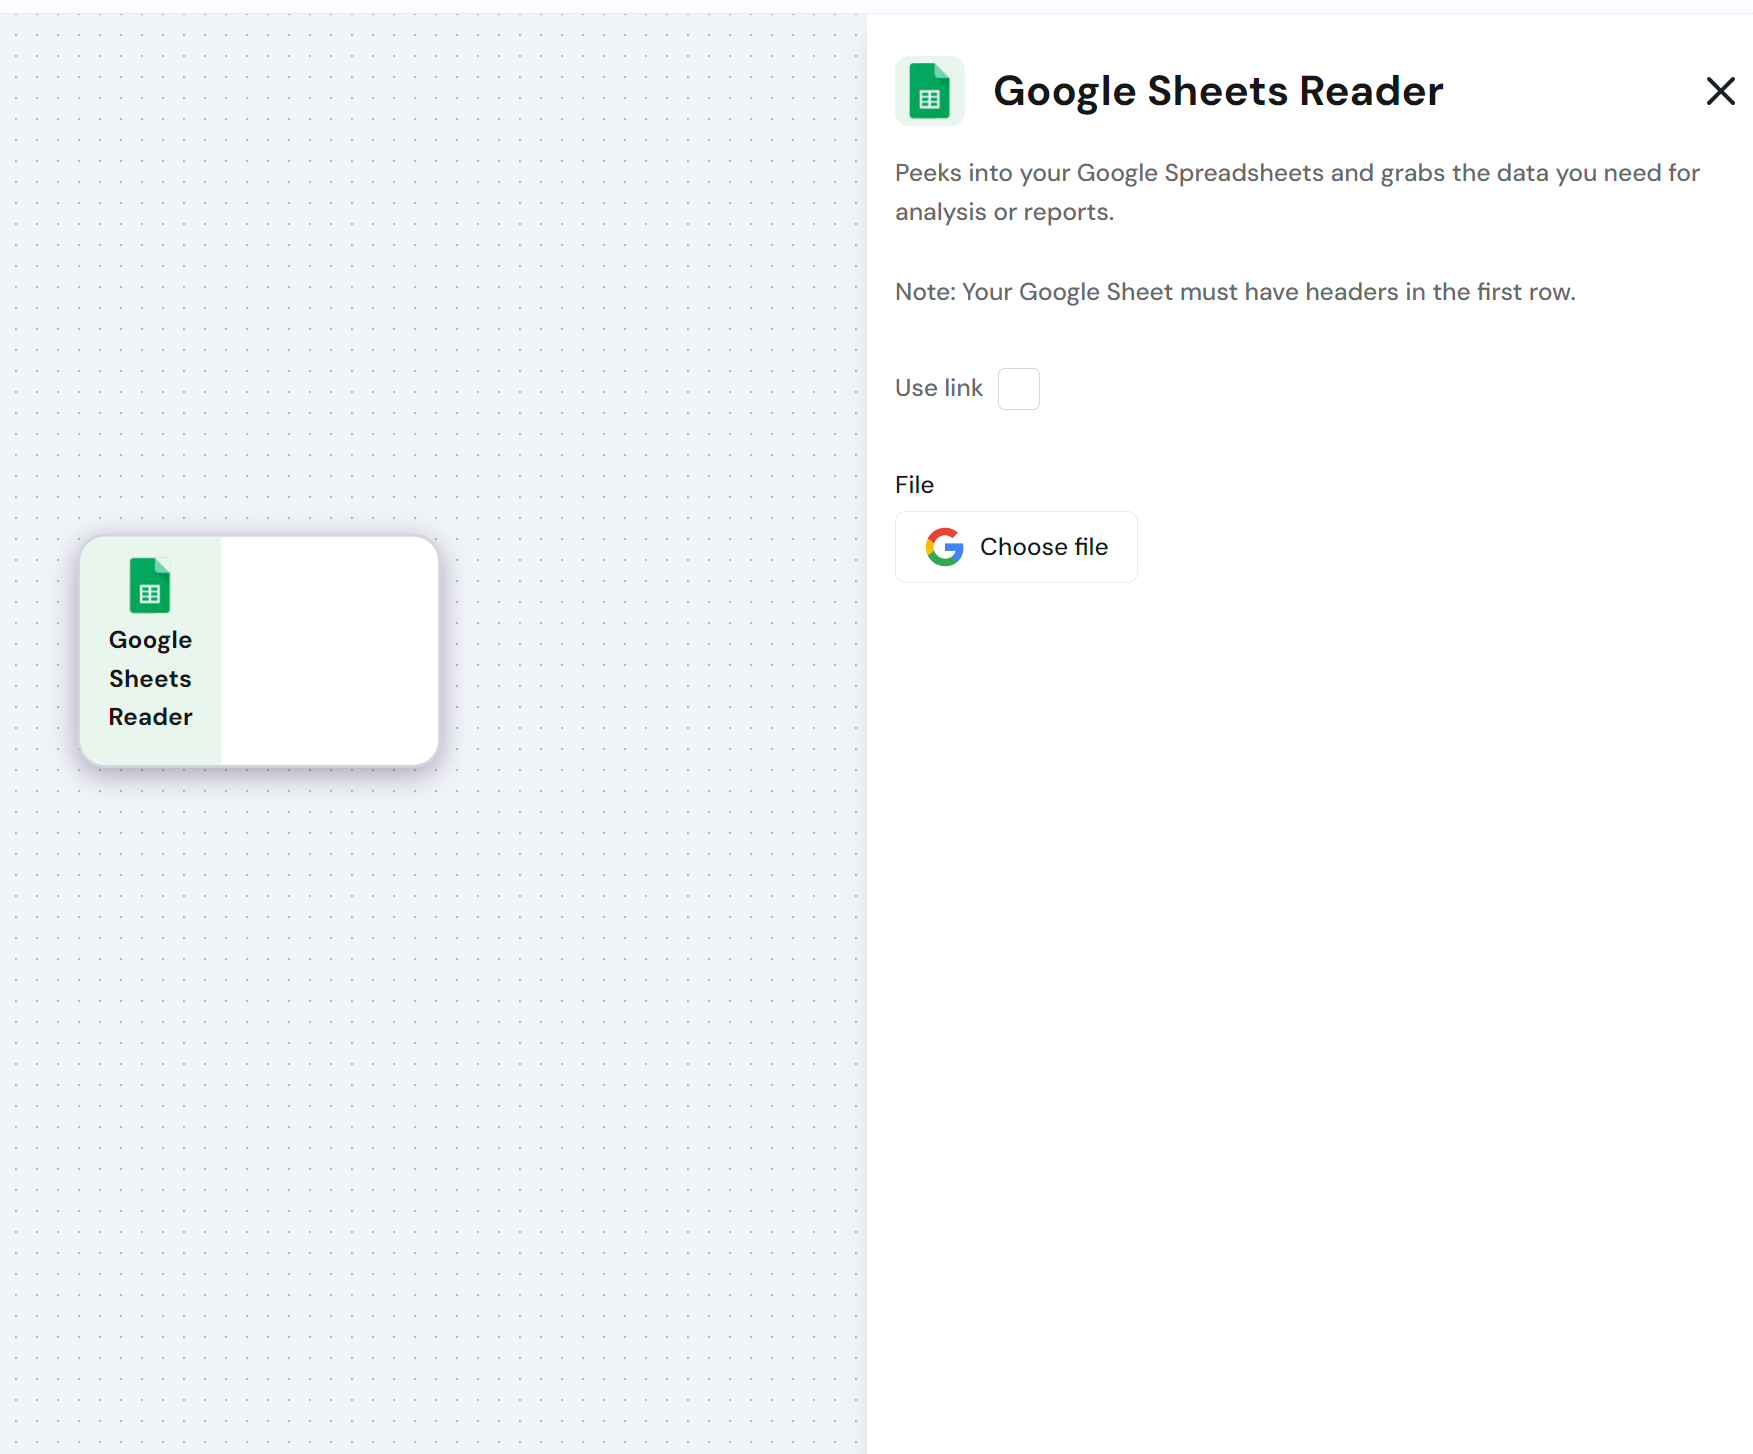 Google Sheets Reader
Peeks into your Google Spreadsheets and grabs the data you need for
analysis or reports.
Note: Your Google Sheet must have headers in the first row.
Use link
File
Choose file
Google
Sheets
Reader